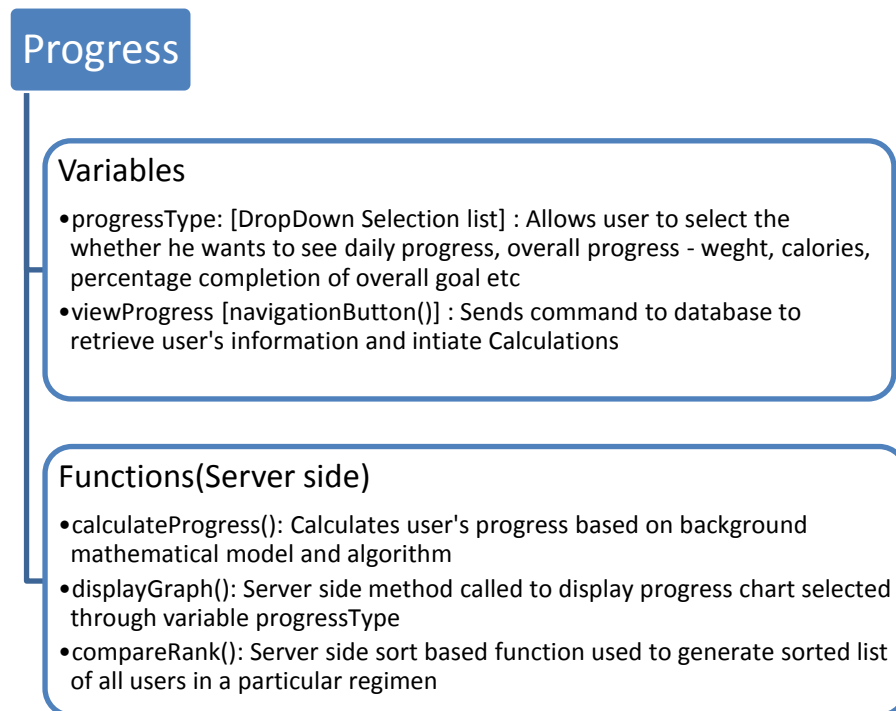 Progress
Variables
•progressType: [DropDown Selection list] : Allows user to select the
whether he wants to see daily progress, overall progress - weght, calories,
percentage completion of overall goal etc
•viewProgress [navigationButton()] : Sends command to database to
retrieve user's information and intiate Calculations
Functions(Server side)
•calculateProgress(): Calculates user's progress based on background
mathematical model and algorithm
•displayGraph(): Server side method called to display progress chart selected
through variable progressType
•compareRank(): Server side sort based function used to generate sorted list
of all users in a particular regimen